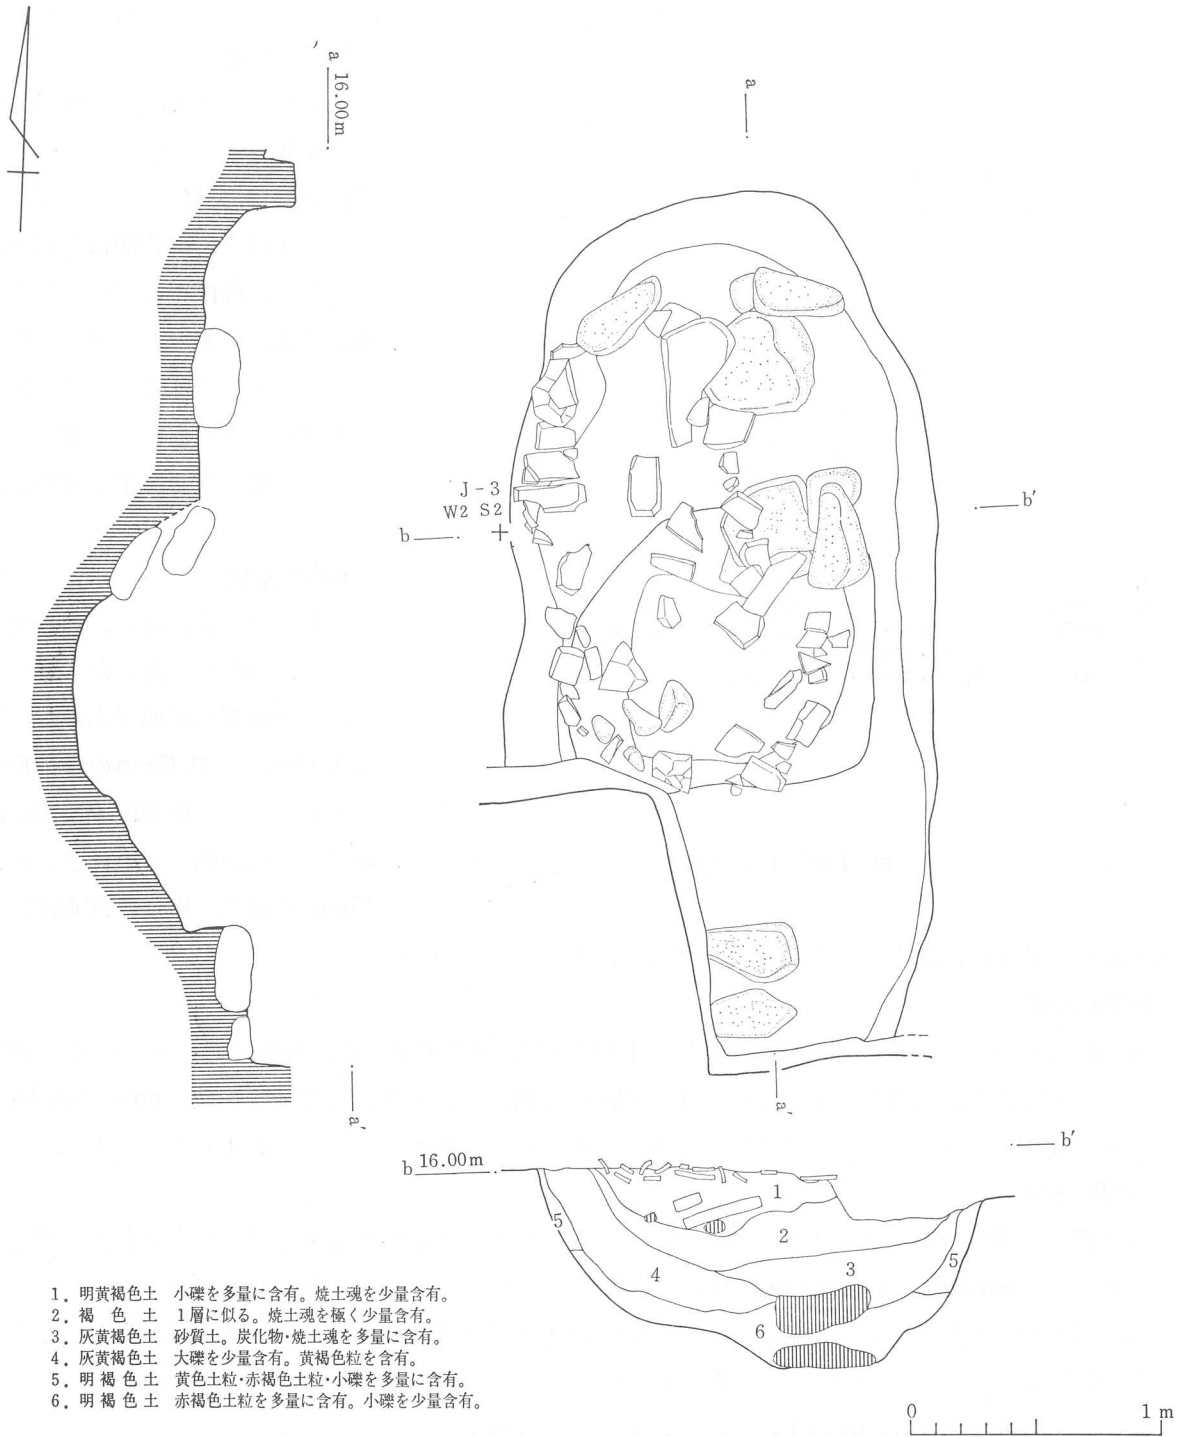 a
16.00m
a
J-3
W2 S2
b
b′
a′
a′
b 16.00m
b′
1
2
3
4
5
5
6
1. 明黄褐色土 小礫を多量に含有。焼土魂を少量含有。
2. 褐色土 1層に似る。焼土魂を極く少量含有。
3. 灰黄褐色土 砂質土。炭化物・焼土魂を多量に含有。
4. 灰黄褐色土 大礫を少量含有。黄褐色粒を含有。
5. 明褐色土 黄色土粒・赤褐色土粒・小礫を多量に含有。
6. 明褐色土 赤褐色土粒を多量に含有。小礫を少量含有。
0 1m